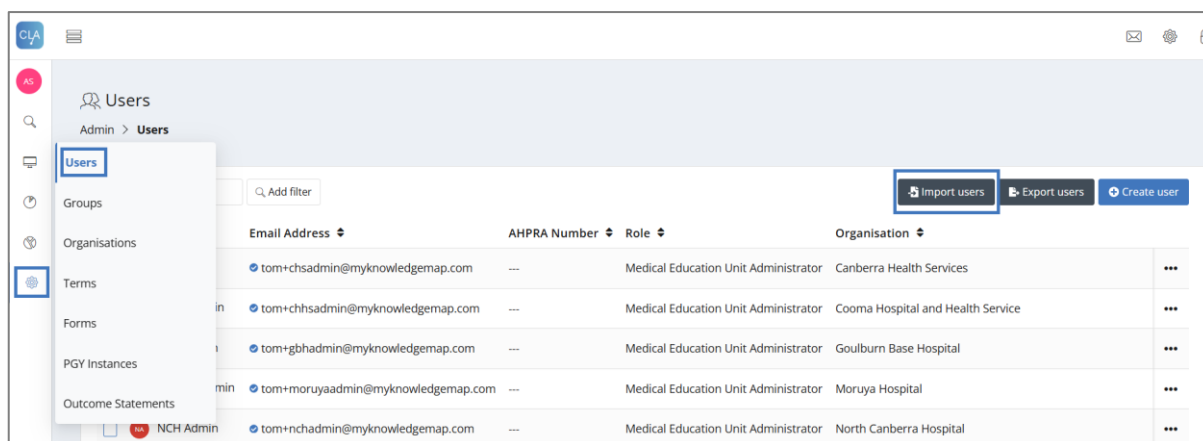 CLA
AS
Users
Admin > Users
Users
Groups
Organisations
Terms
Forms
PGY Instances
Outcome Statements
Add filter
Import users
Export users
Create user
Email Address AHPRA Number Role Organisation
tom+chsadmin@myknowledgemap.com --- Medical Education Unit Administrator Canberra Health Services
in tom+chhsadmin@myknowledgemap.com --- Medical Education Unit Administrator Cooma Hospital and Health Service
tom+gbhadmin@myknowledgemap.com --- Medical Education Unit Administrator Goulburn Base Hospital
min tom+moruyaadmin@myknowledgemap.com --- Medical Education Unit Administrator Moruya Hospital
NA NCH Admin tom+nchadmin@myknowledgemap.com --- Medical Education Unit Administrator North Canberra Hospital